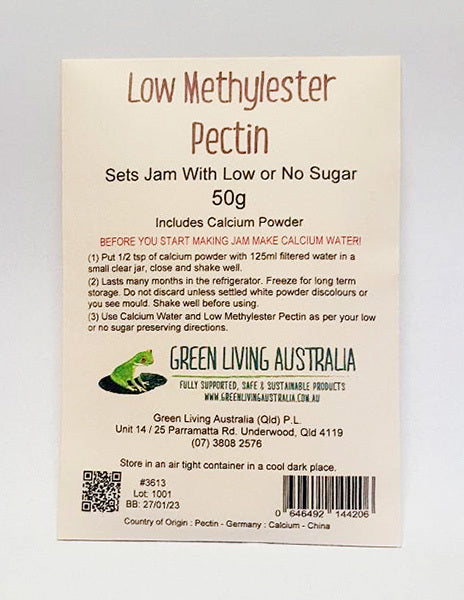 Low Methylester
Pectin
Sets Jam With Low or No Sugar
50g
Includes Calcium Powder
BEFORE YOU START MAKING JAM MAKE CALCIUM WATER!
(1) Put 1/2 tsp of calcium powder with 125ml filtered water in a
small clear jar, close and shake well.
(2) Lasts many months in the refrigerator. Freeze for long term
storage. Do not discard unless settled white powder discolours or
you see mould. Shake well before using.
(3) Use Calcium Water and Low Methylester Pectin as per your low
or no sugar preserving directions.
GREEN LIVING AUSTRALIA
FULLY SUPPORTED, SAFE & SUSTAINABLE PRODUCTS
WWW.GREENLIVINGAUSTRALIA.COM.AU
Green Living Australia (Qld) P.L.
Unit 14 / 25 Parramatta Rd. Underwood, Qld 4119
(07) 3808 2576
Store in an air tight container in a cool dark place.
#3613
Lot: 1001
BB: 27/01/23
0 646492 144206
Country of Origin : Pectin - Germany : Calcium - China